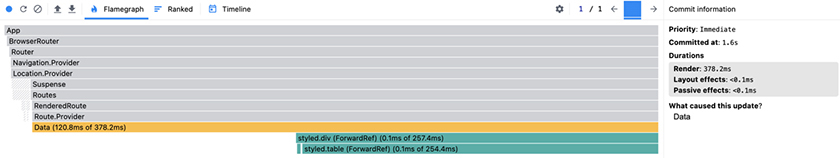 Flamegraph Ranked Timeline 1 / 1 Commit information
App
BrowserRouter
Router
Navigation.Provider
Location.Provider
Suspense
Routes
RenderedRoute
Route.Provider
Data (120.8ms of 378.2ms)
styled.div (ForwardRef) (0.1ms of 257.4ms)
styled.table (ForwardRef) (0.1ms of 254.4ms)
Priority: Immediate
Committed at: 1.6s
Durations
Render: 378.2ms
Layout effects: <0.1ms
Passive effects: <0.1ms
What caused this update?
Data